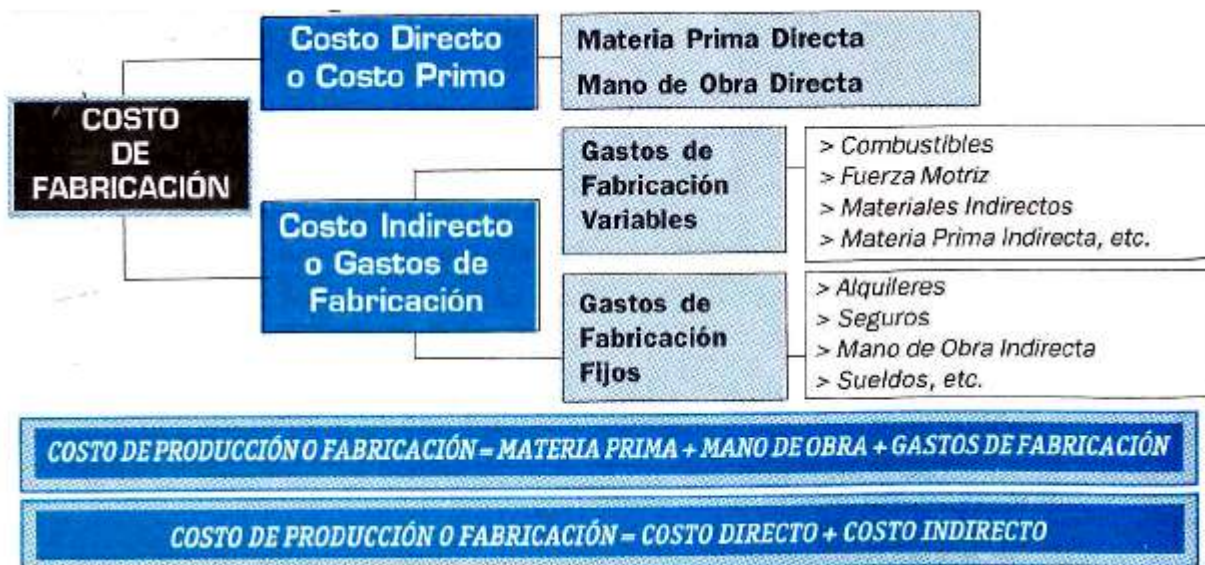 COSTO
DE
FABRICACIÓN
Costo Directo
o Costo Primo
Materia Prima Directa
Mano de Obra Directa
Costo Indirecto
o Gastos de
Fabricación
Gastos de
Fabricación
Variables
> Combustibles
> Fuerza Motriz
> Materiales Indirectos
> Materia Prima Indirecta, etc.
Gastos de
Fabricación
Fijos
> Alquileres
> Seguros
> Mano de Obra Indirecta
> Sueldos, etc.
COSTO DE PRODUCCIÓN O FABRICACIÓN = MATERIA PRIMA + MANO DE OBRA + GASTOS DE FABRICACIÓN
COSTO DE PRODUCCIÓN O FABRICACIÓN = COSTO DIRECTO + COSTO INDIRECTO